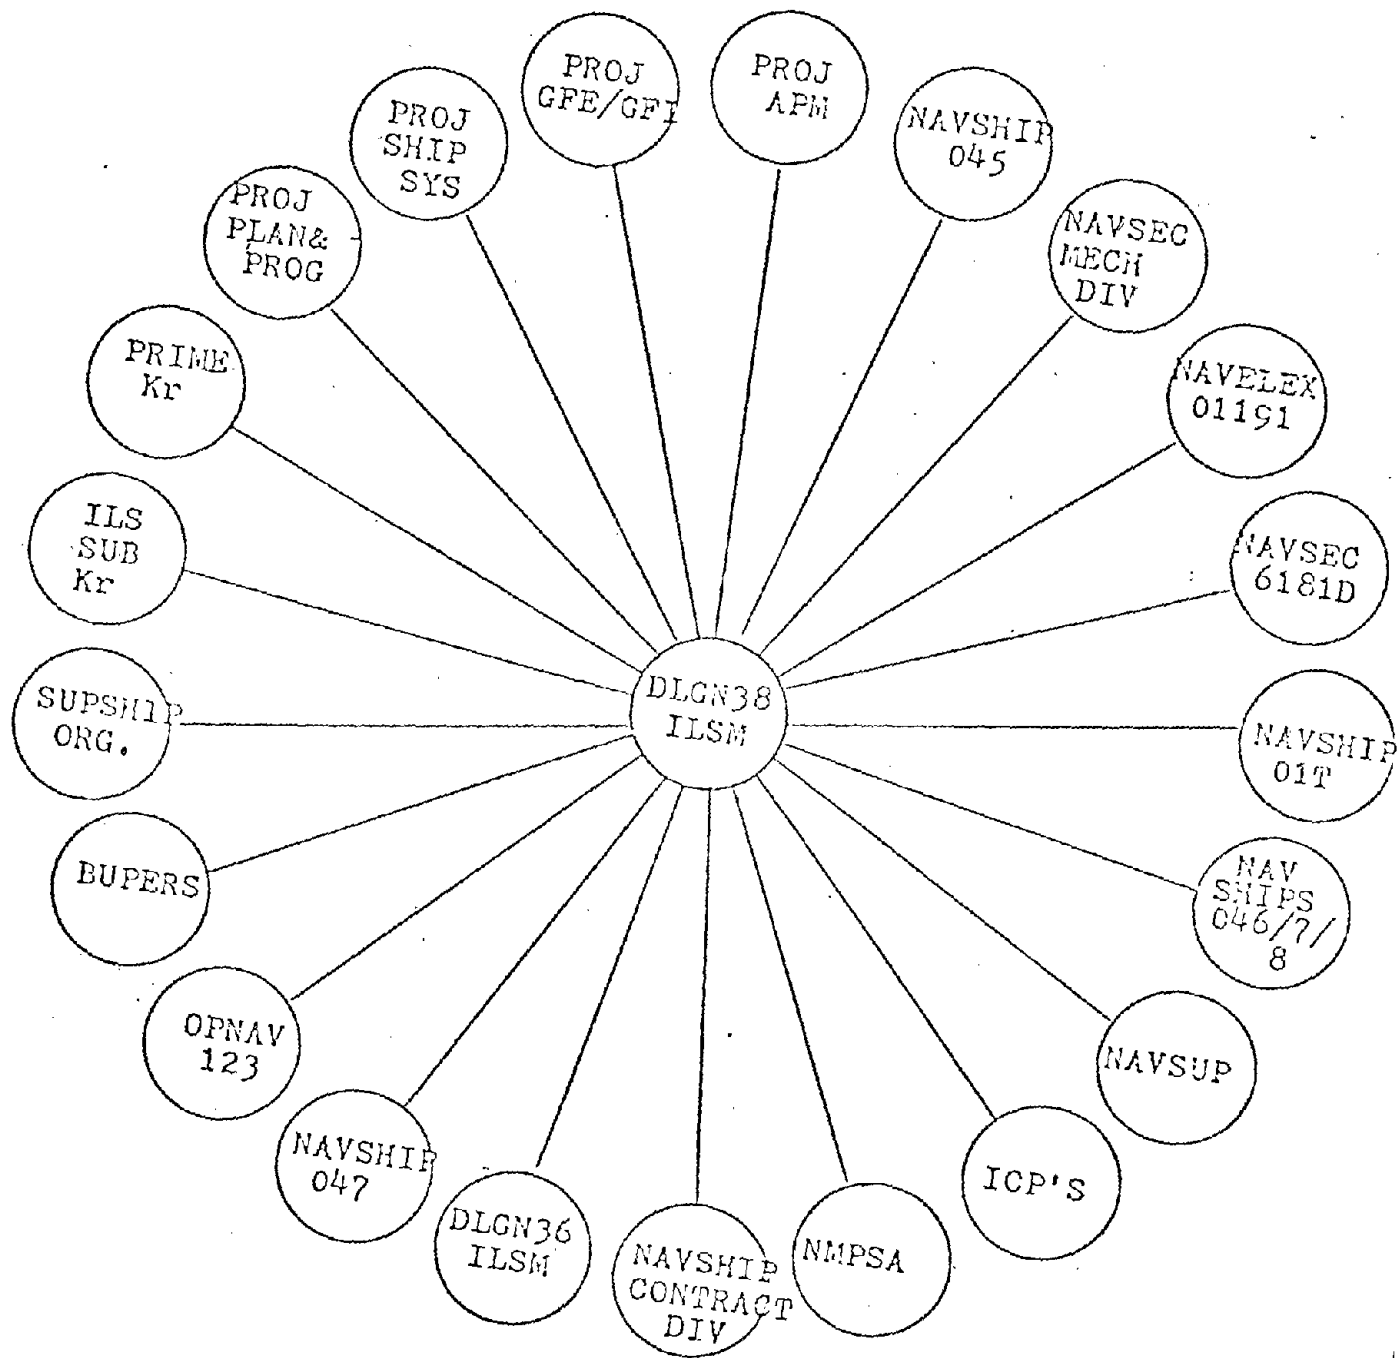 PROJ
GFE/GFI
PROJ
APM
NAVSHIP
045
NAVSEC
MECH
DIV
NAVELEX
01191
NAVSEC
6181D
NAVSHIP
01T
NAV
SHIPS
046/7/
8
NAVSUP
ICP'S
NMPSA
NAVSHIP
CONTRACT
DIV
DLGN36
ILSM
NAVSHIP
047
OPNAV
123
BUPERS
SUPSHIP
ORG.
ILS
SUB
Kr
PRIME
Kr
PROJ
PLAN&
PROG
PROJ
SHIP
SYS
DLGN38
ILSM